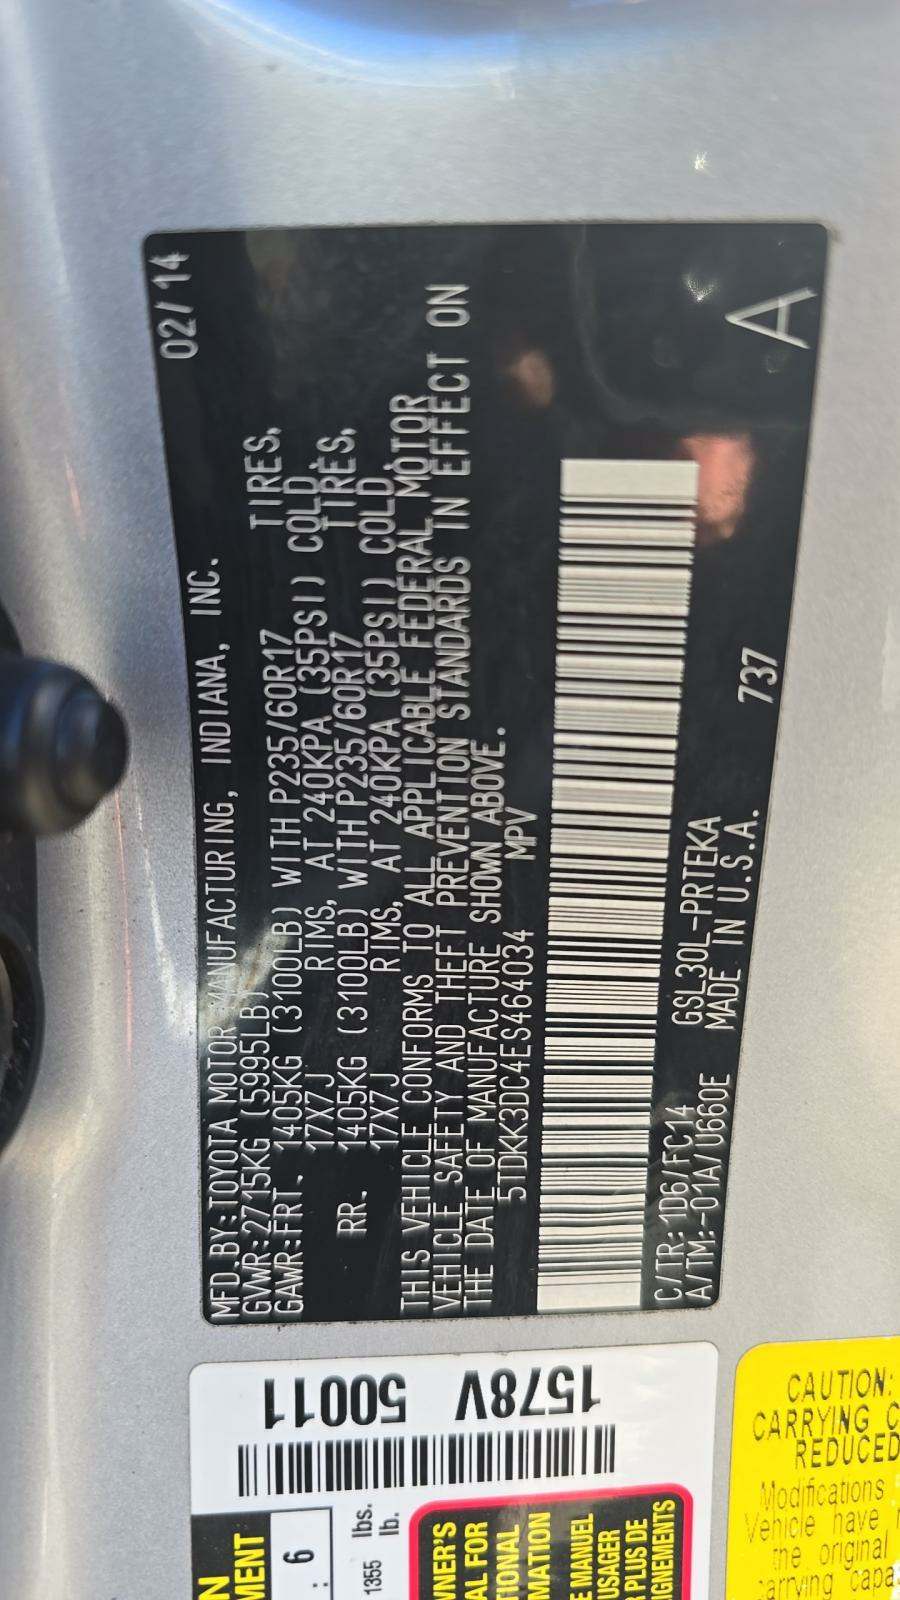 02/14
MFD.BY:TOYOTA MOTOR MANUFACTURING, INDIANA, INC.
GVWR:2715KG (5995LB)
GAWR:FRT. 1405KG (3100LB) WITH P235/60R17 TIRES,
17X7J RIMS, AT 240KPA (35PSI) COLD.
RR. 1405KG (3100LB) WITH P235/60R17 TIRES,
17X7J RIMS, AT 240KPA (35PSI) COLD.
THIS VEHICLE CONFORMS TO ALL APPLICABLE FEDERAL MOTOR
VEHICLE SAFETY AND THEFT PREVENTION STANDARDS IN EFFECT ON
THE DATE OF MANUFACTURE SHOWN ABOVE.
5TDKK3DC4ES464034 MPV
C/TR:1D6/FC14 GSL30L-PRTEKA 737
A/TM:-01A/U660E MADE IN U.S.A.
A
1578V
50011
: 6
1355 lbs.
lb.
CAUTION:
CARRYING
REDUCED
Modifications
Vehicle have
the original
carrying